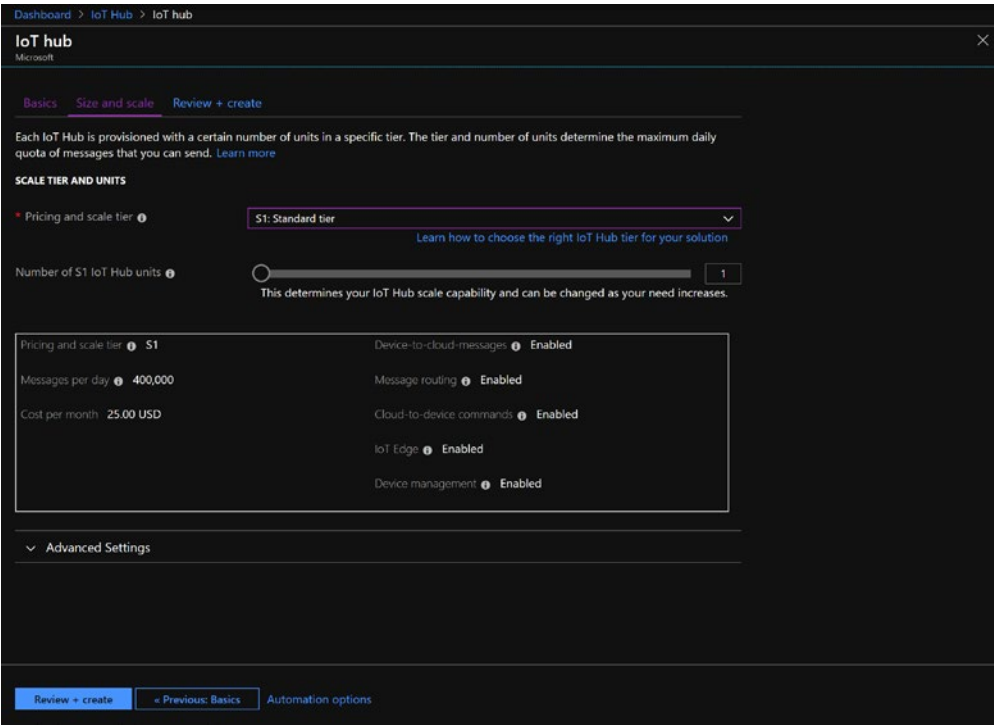 Dashboard > IoT Hub > IoT hub
IoT hub
Microsoft
Basics Size and scale Review + create
Each IoT Hub is provisioned with a certain number of units in a specific tier. The tier and number of units determine the maximum daily
quota of messages that you can send. Learn more
SCALE TIER AND UNITS
* Pricing and scale tier S1: Standard tier
Learn how to choose the right IoT Hub tier for your solution
Number of S1 IoT Hub units 1
This determines your IoT Hub scale capability and can be changed as your need increases.
Pricing and scale tier S1 Device-to-cloud-messages Enabled
Messages per day 400,000 Message routing Enabled
Cost per month 25.00 USD Cloud-to-device commands Enabled
IoT Edge Enabled
Device management Enabled
Advanced Settings
Review + create « Previous: Basics Automation options